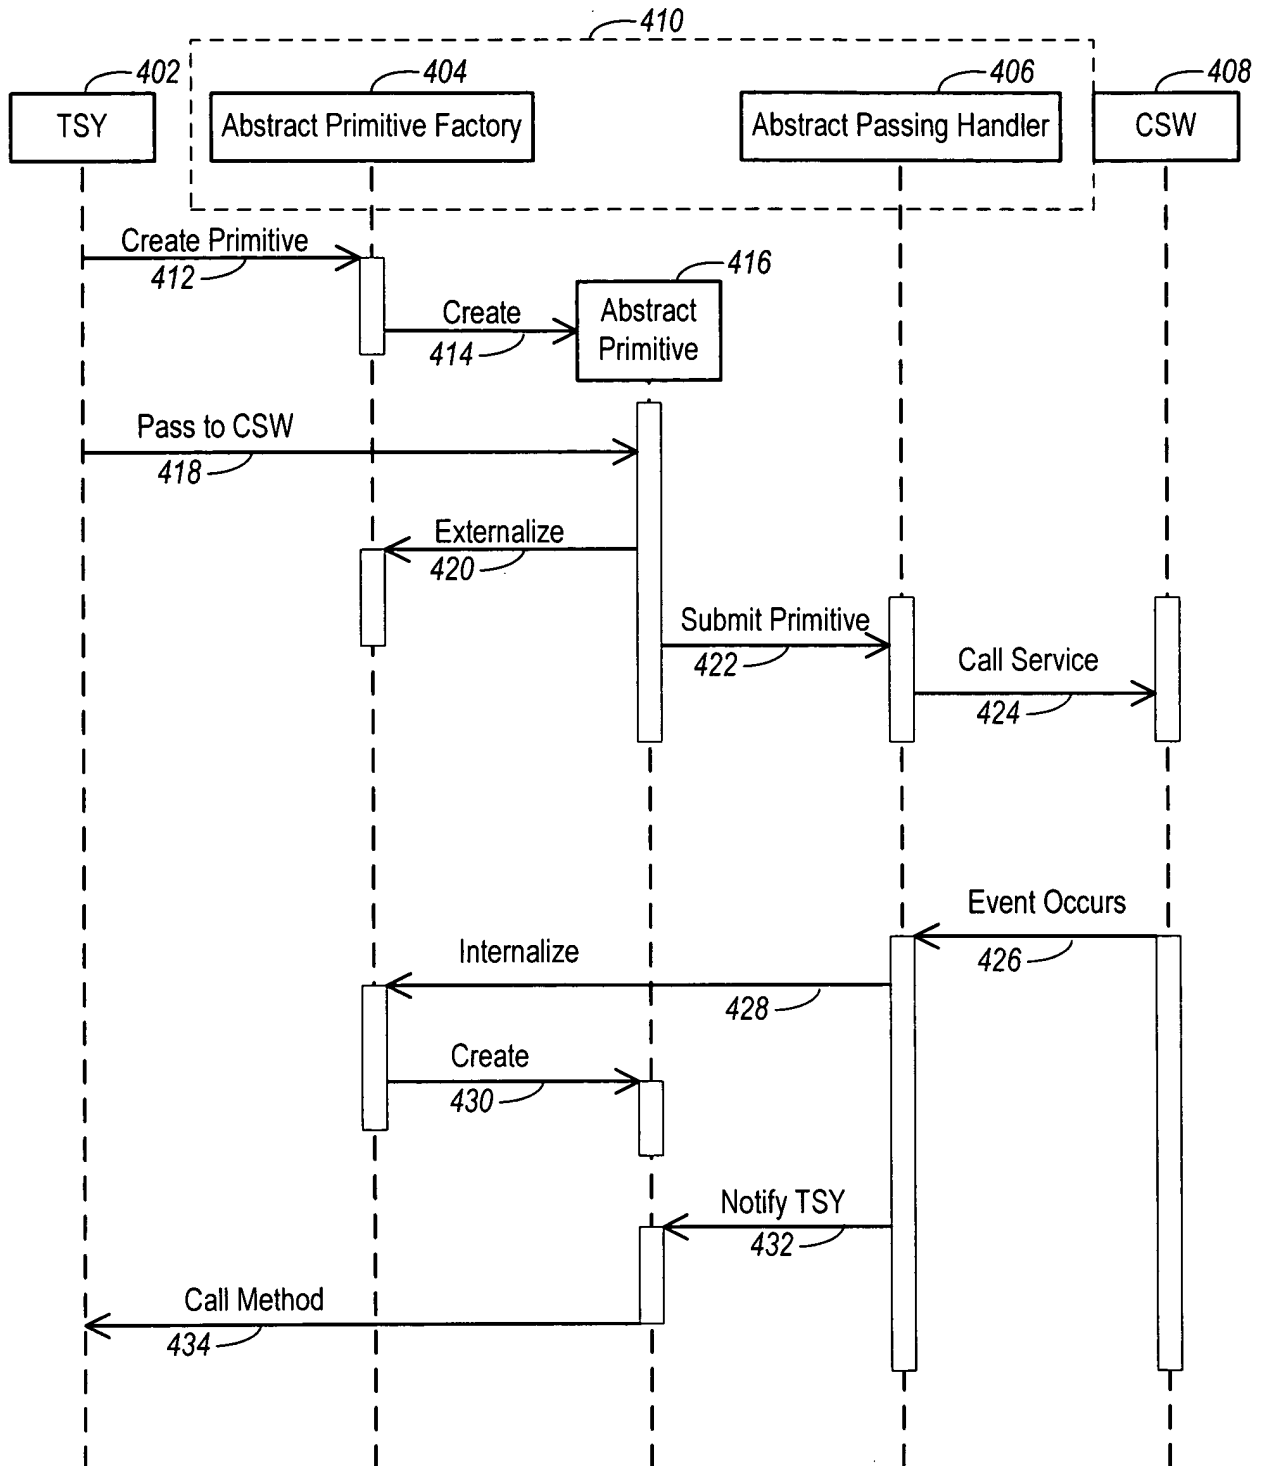 410
402
404
406
408
TSY
Abstract Primitive Factory
Abstract Passing Handler
CSW
Create Primitive
412
416
Create
414
Abstract
Primitive
Pass to CSW
418
Externalize
420
Submit Primitive
422
Call Service
424
Event Occurs
426
Internalize
428
Create
430
Notify TSY
432
Call Method
434